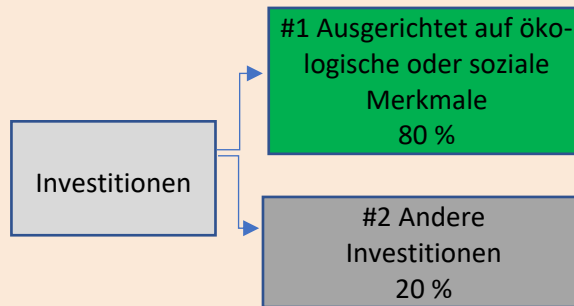 #1 Ausgerichtet auf öko-
logische oder soziale
Merkmale
80 %
Investitionen
#2 Andere
Investitionen
20 %